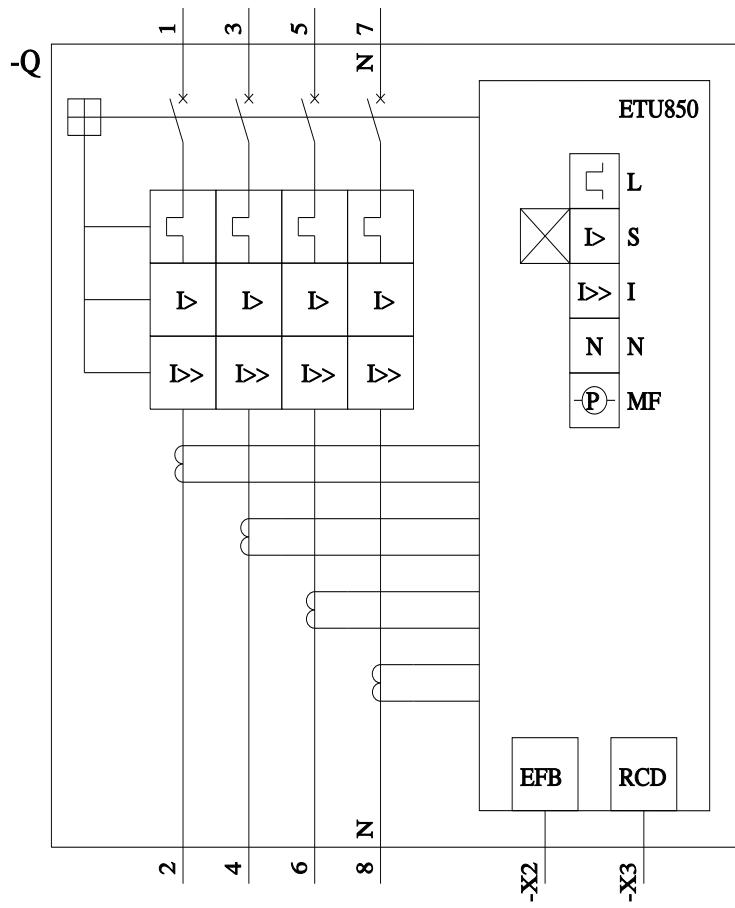 1 3 5 7
-Q N
ETU850
L
I> I> I> I> I> S
I>> I
N N
I>> I>> I>> I>> P MF
EFB RCD
N
2 4 6 8 -X2 -X3